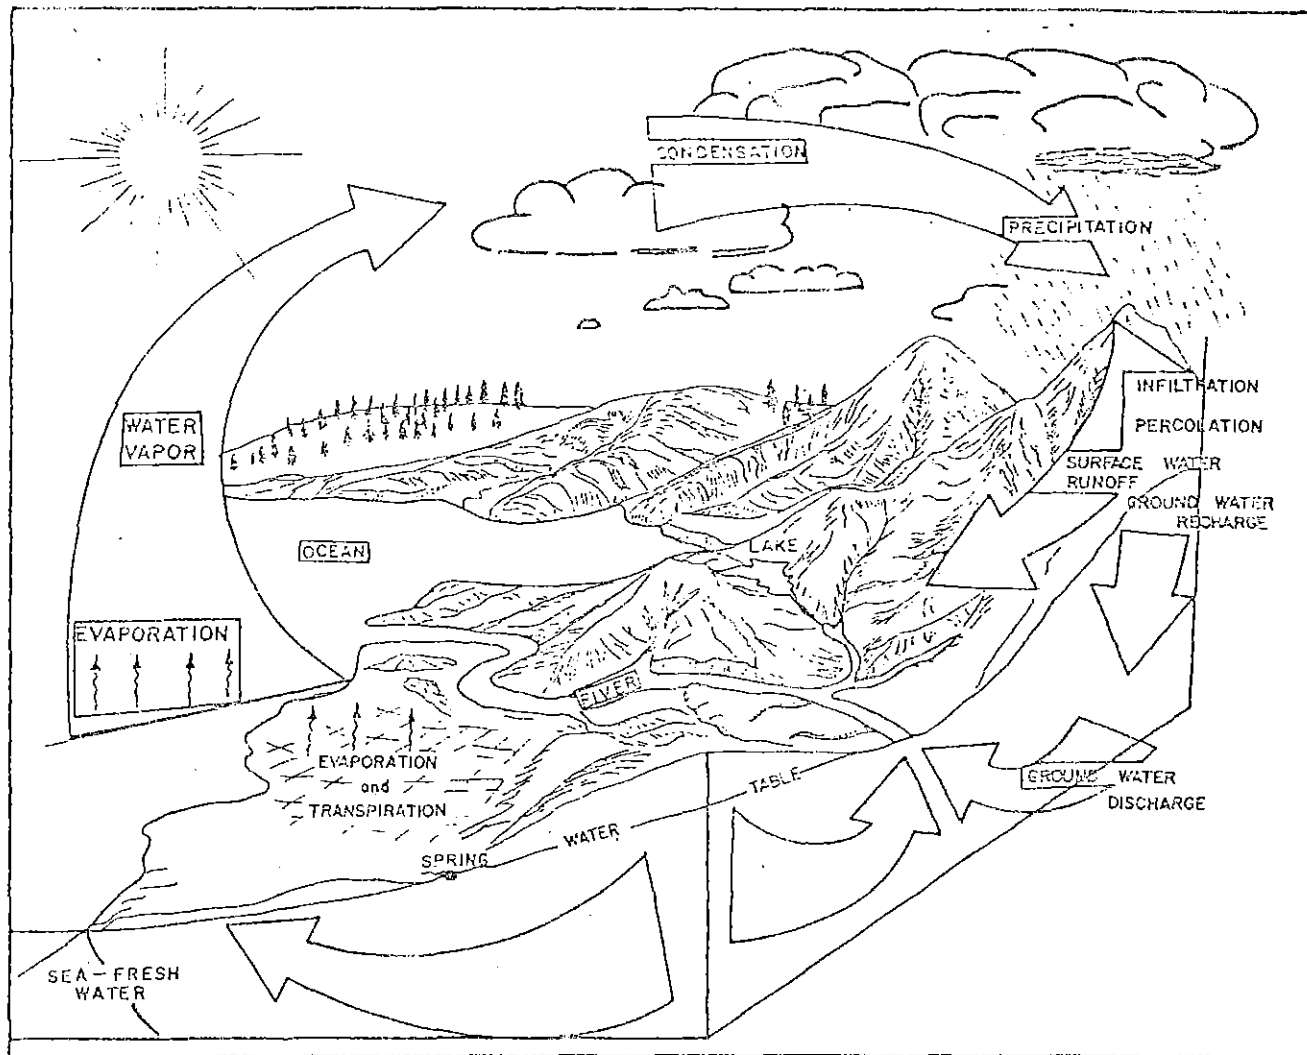 CONDENSATION
PRECIPITATION
INFILTRATION
PERCOLATION
SURFACE WATER
RUNOFF
GROUND WATER
RECHARGE
WATER
VAPOR
OCEAN
LAKE
EVAPORATION
RIVER
EVAPORATION
and
TRANSPIRATION
GROUND WATER
DISCHARGE
WATER TABLE
SPRING
SEA-FRESH
WATER